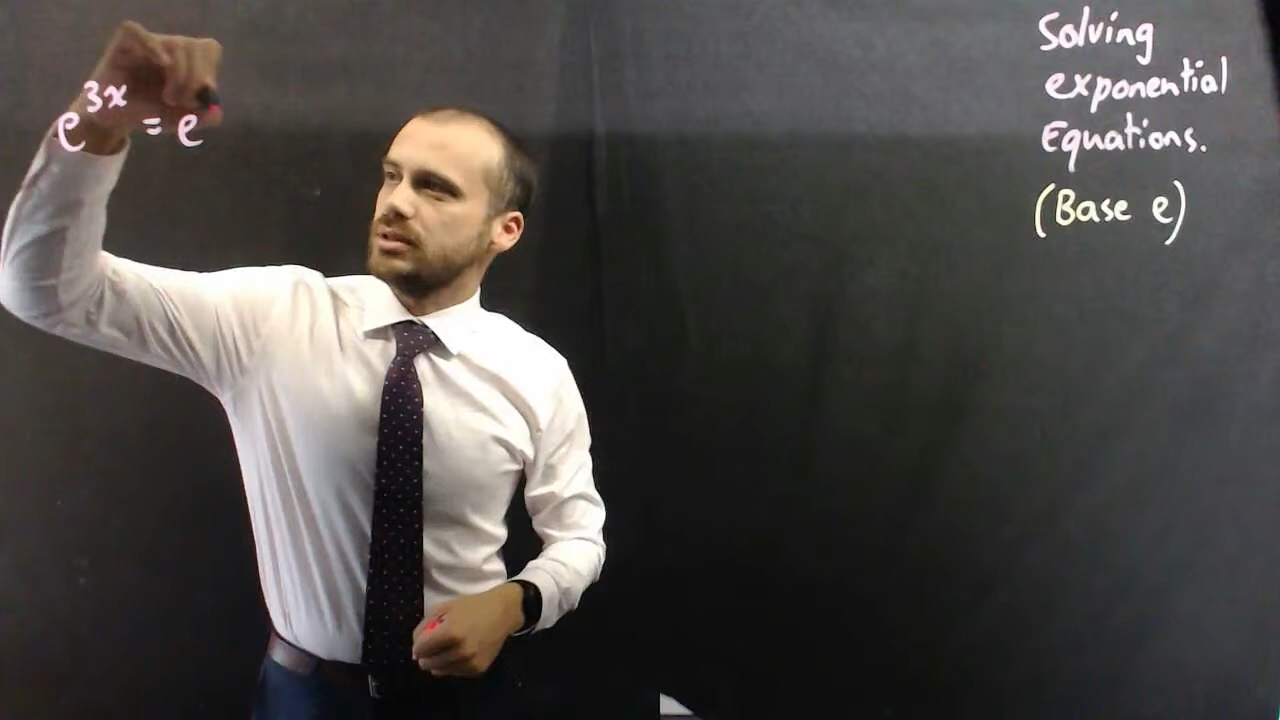 e^{3x} = e
Solving
exponential
Equations.
(Base e)